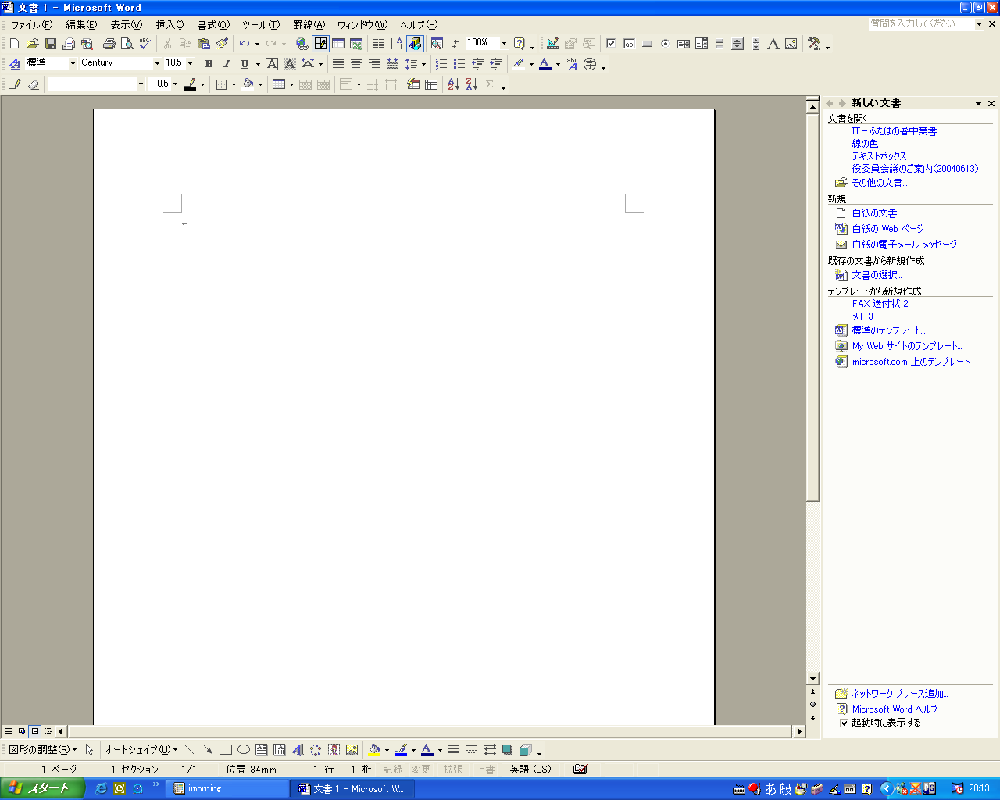 文書 1 - Microsoft Word
ファイル(F) 編集(E) 表示(V) 挿入(I) 書式(O) ツール(T) 罫線(A) ウィンドウ(W) ヘルプ(H) 質問を入力してください
100%
標準 Century 10.5 B I U A A
0.5
新しい文書
文書を開く
IT－ふたばの暑中葉書
線の色
テキストボックス
役委員会議のご案内(20040613)
その他の文書...
新規
白紙の文書
白紙の Web ページ
白紙の電子メール メッセージ
既存の文書から新規作成
文書の選択...
テンプレートから新規作成
FAX 送付状 2
メモ 3
標準のテンプレート...
My Web サイトのテンプレート...
microsoft.com 上のテンプレート
ネットワーク プレース追加...
Microsoft Word ヘルプ
起動時に表示する
図形の調整(R) オートシェイプ(U)
1 ページ 1 セクション 1/1 位置 34mm 1 行 1 桁 記録 変更 拡張 上書 英語 (US)
スタート imorning 文書 1 - Microsoft W... あ 般 20:13